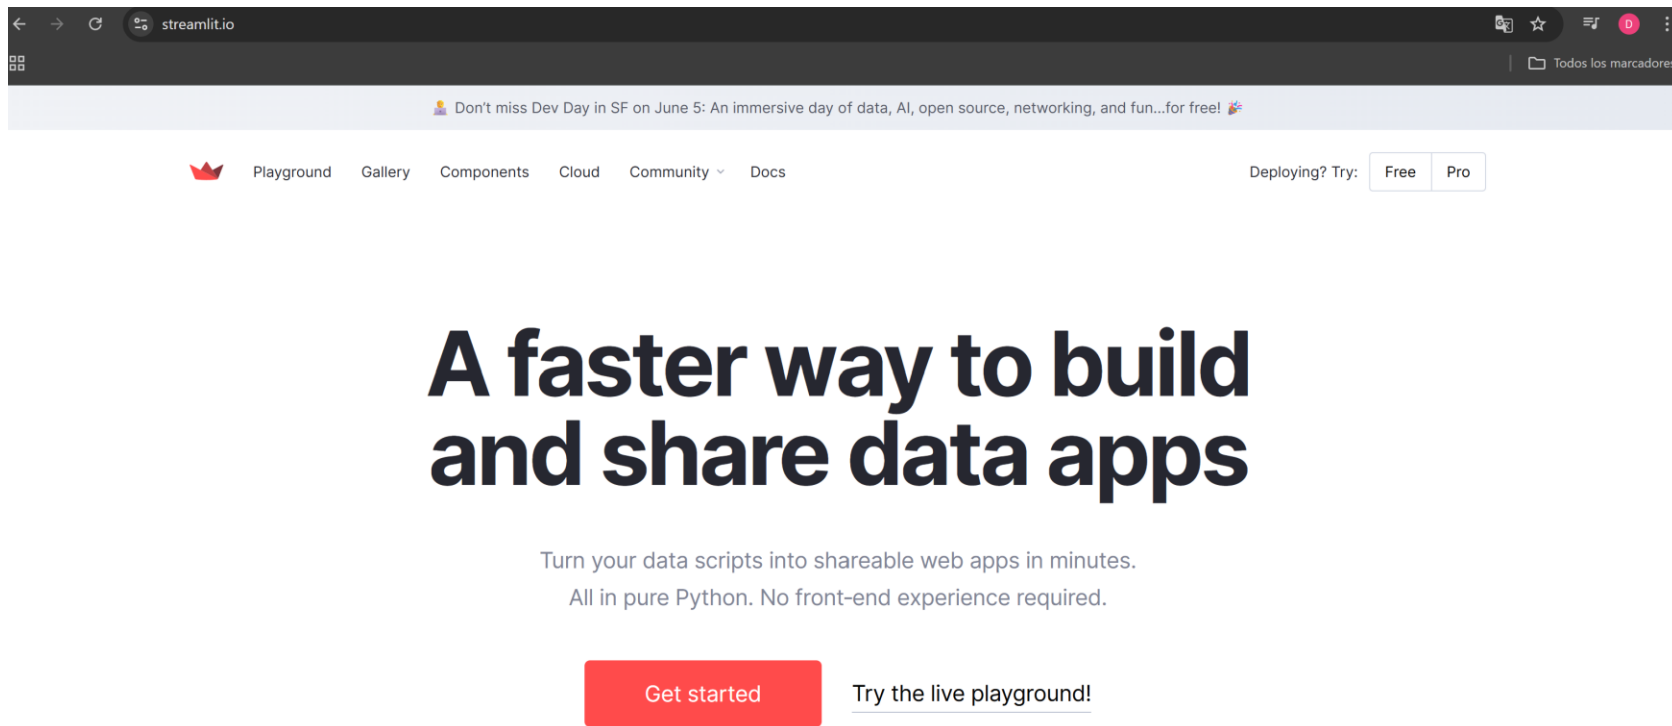 streamlit.io
D
Todos los marcadores
🧑‍💻 Don't miss Dev Day in SF on June 5: An immersive day of data, AI, open source, networking, and fun...for free! 🎉
Playground Gallery Components Cloud Community Docs Deploying? Try: Free Pro
A faster way to build
and share data apps
Turn your data scripts into shareable web apps in minutes.
All in pure Python. No front-end experience required.
Get started Try the live playground!